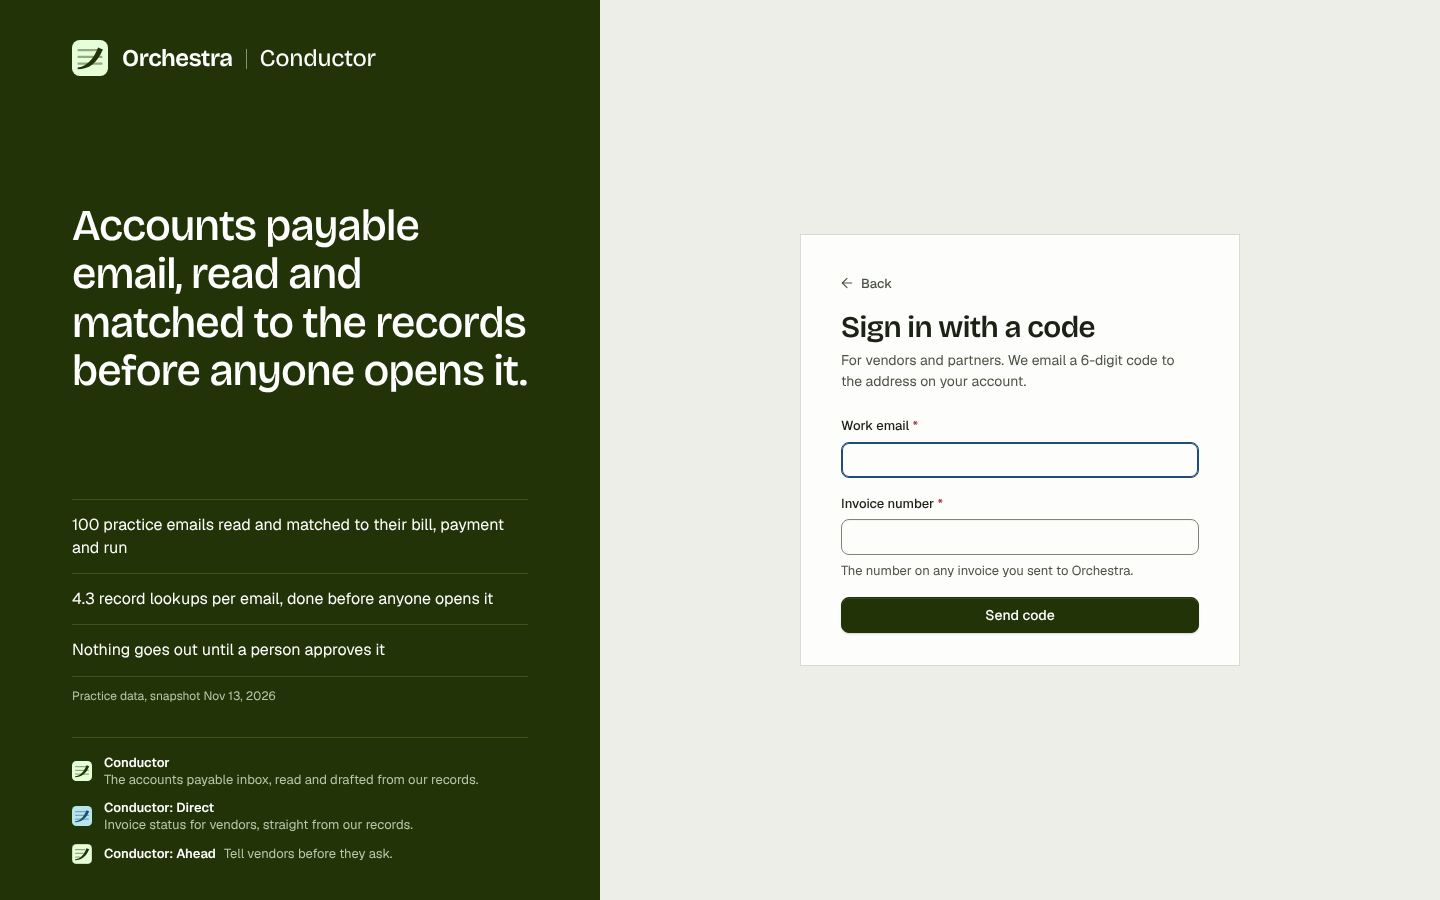 Orchestra | Conductor
Accounts payable
email, read and
matched to the records
before anyone opens it.
100 practice emails read and matched to their bill, payment
and run
4.3 record lookups per email, done before anyone opens it
Nothing goes out until a person approves it
Practice data, snapshot Nov 13, 2026
Conductor
The accounts payable inbox, read and drafted from our records.
Conductor: Direct
Invoice status for vendors, straight from our records.
Conductor: Ahead Tell vendors before they ask.
← Back
Sign in with a code
For vendors and partners. We email a 6-digit code to
the address on your account.
Work email *
Invoice number *
The number on any invoice you sent to Orchestra.
Send code